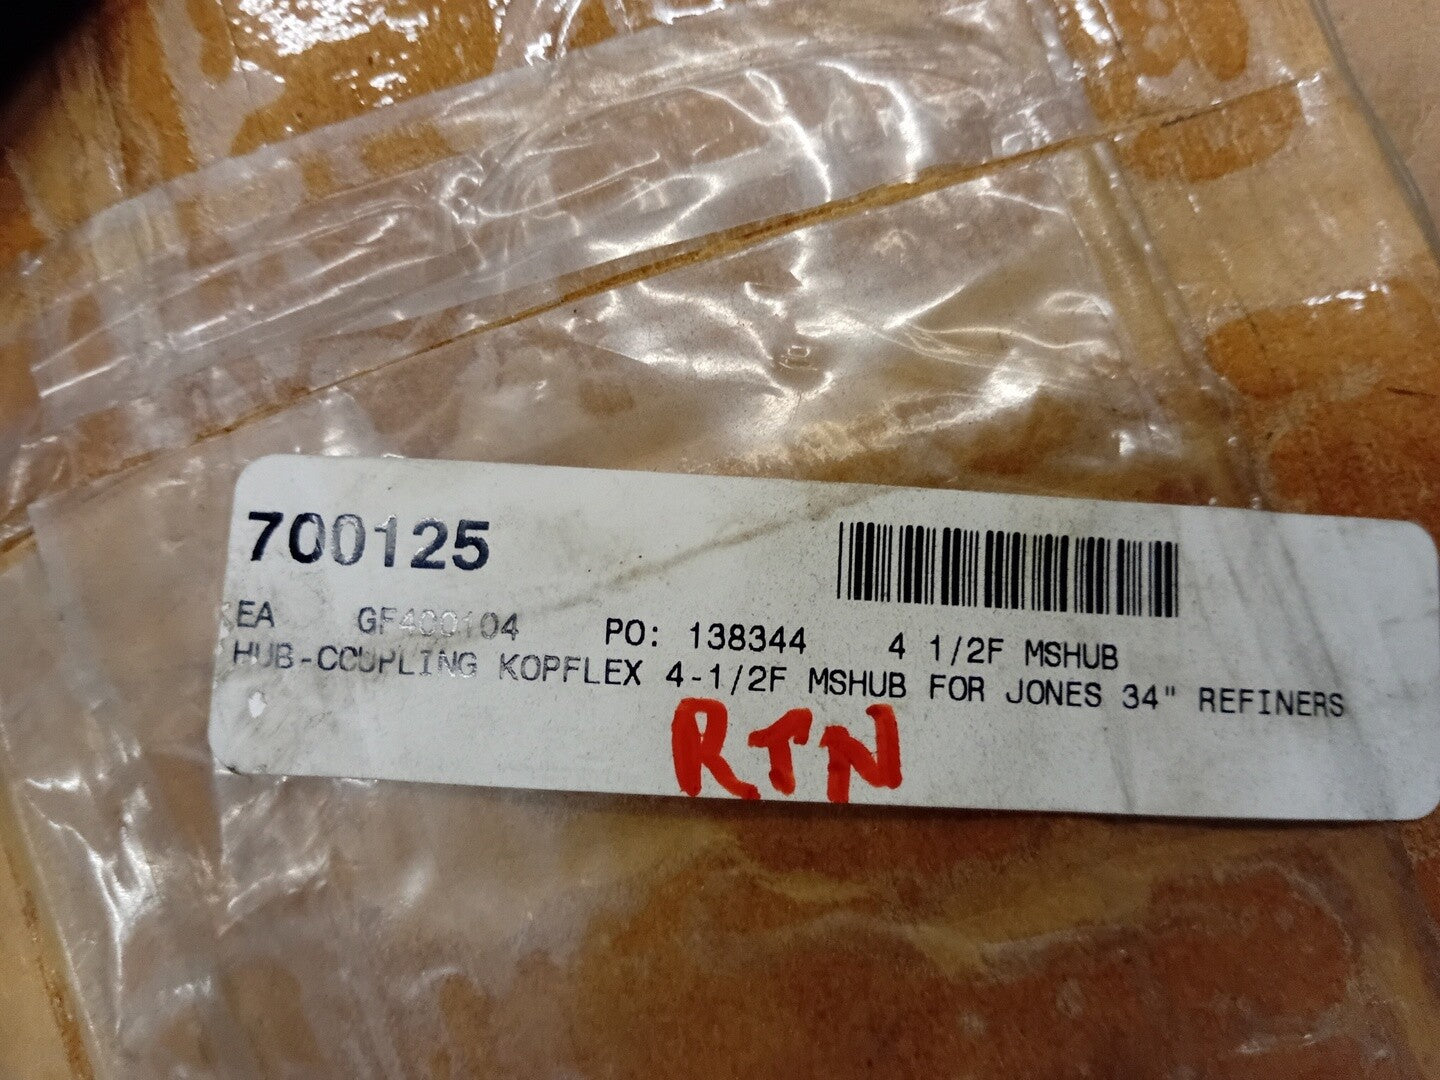 700125
EA GF400104 PO: 138344 4 1/2F MSHUB
HUB-COUPLING KOPFLEX 4-1/2F MSHUB FOR JONES 34" REFINERS
RTN